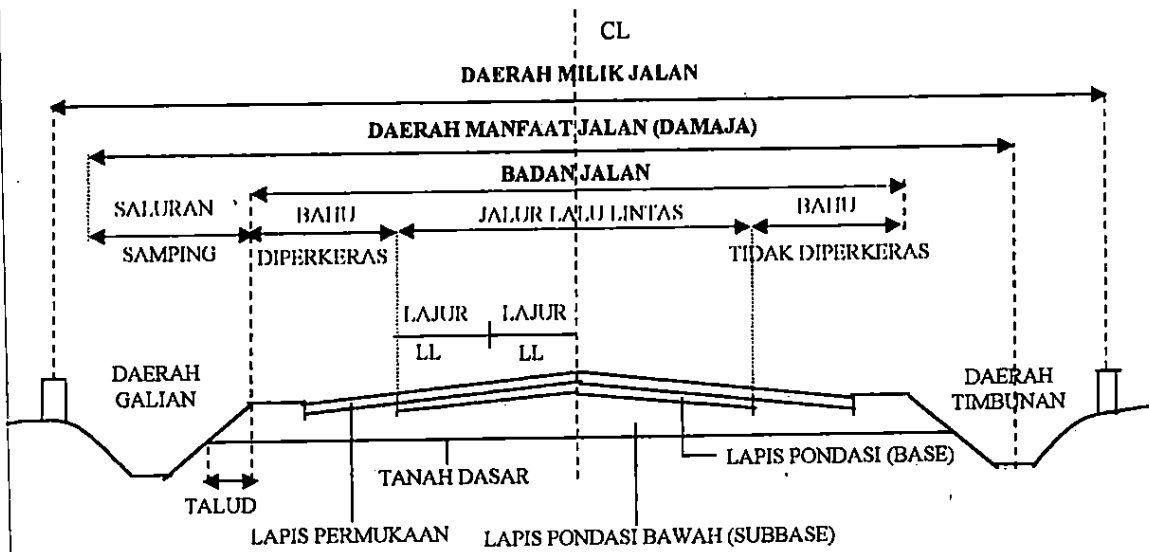 CL
DAERAH MILIK JALAN
DAERAH MANFAAT JALAN (DAMAJA)
BADAN JALAN
SALURAN
SAMPING
BAHU
DIPERKERAS
JALUR LALU LINTAS
BAHU
TIDAK DIPERKERAS
LAJUR
LL
LAJUR
LL
DAERAH
GALIAN
DAERAH
TIMBUNAN
LAPIS PONDASI (BASE)
TANAH DASAR
TALUD
LAPIS PERMUKAAN
LAPIS PONDASI BAWAH (SUBBASE)